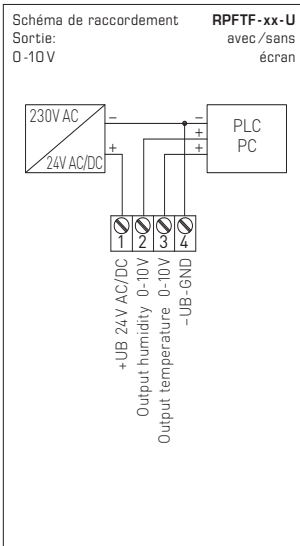 Schéma de raccordement RPFTF-xx-U
Sortie: avec/sans
0-10V écran
230V AC
24V AC/DC
–
+
–
+
+
PLC
PC
1 2 3 4
+UB 24V AC/DC
Output humidity 0-10V
Output temperature 0-10V
–UB-GND